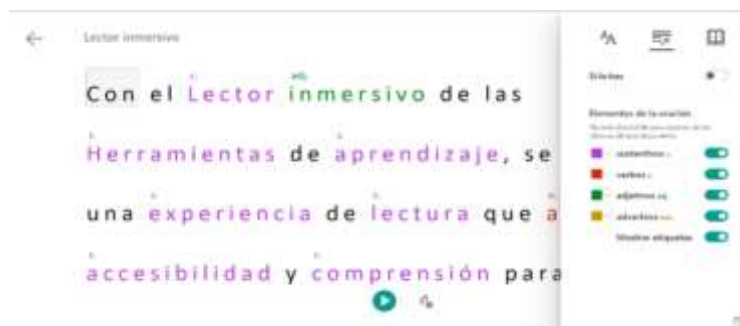 Lector inmersivo
Con el Lector inmersivo de las
Herramientas de aprendizaje, se
una experiencia de lectura que a
accesibilidad y comprensión para
Sílabas
Elementos de la oración
sustantivos
verbos
adjetivos
adverbios
Mostrar etiquetas